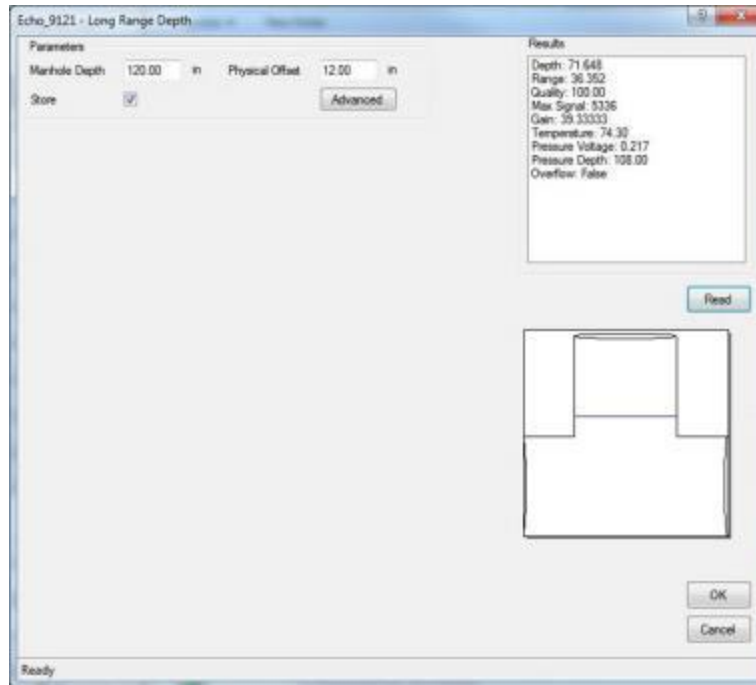 Echo_9121 - Long Range Depth
Parameters
Manhole Depth 120.00 in Physical Offset 12.00 in
Store Advanced
Results
Depth: 71.648
Range: 36.352
Quality: 100.00
Max Signal: 5336
Gain: 39.33333
Temperature: 74.30
Pressure Voltage: 0.217
Pressure Depth: 108.00
Overflow: False
Read
OK
Cancel
Ready